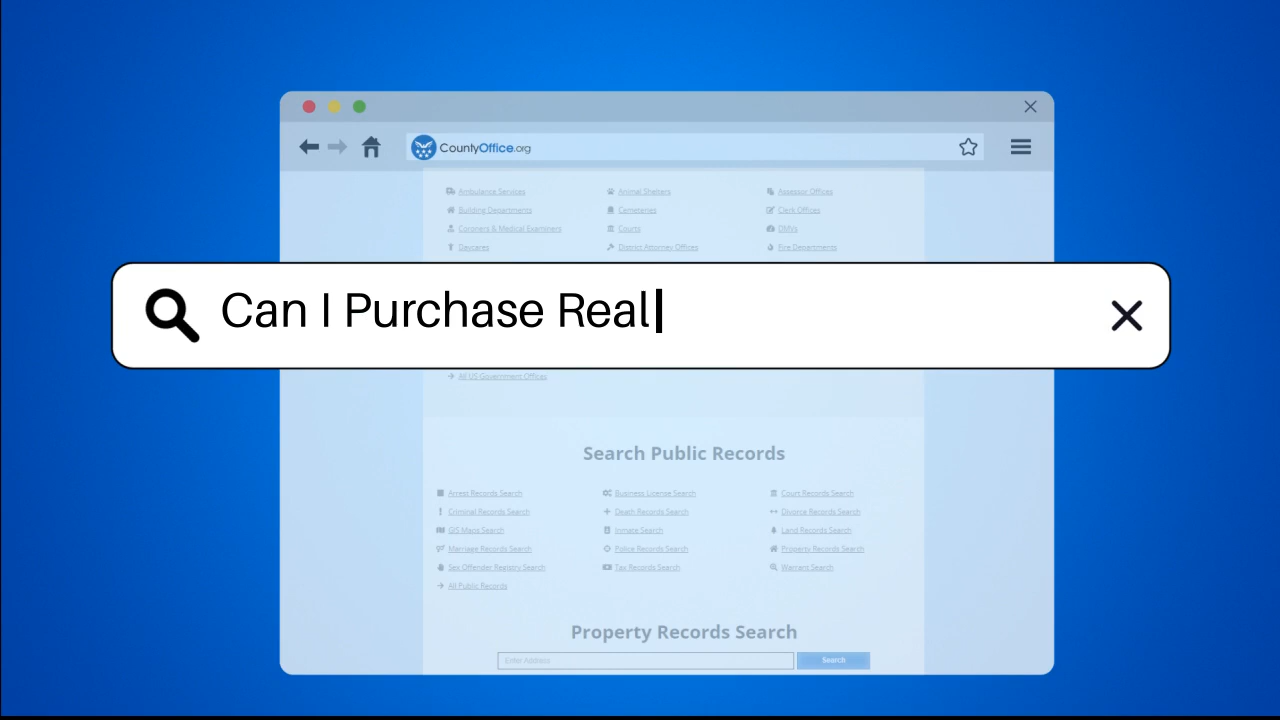 CountyOffice.org
Ambulance Services Animal Shelters Assessor Offices
Building Departments Cemeteries Clerk Offices
Coroners & Medical Examiners Courts DMVs
Daycares District Attorney Offices Fire Departments
Can I Purchase Real
All US Government Offices
Search Public Records
Arrest Records Search Business License Search Court Records Search
Criminal Records Search Death Records Search Divorce Records Search
GIS Maps Search Inmate Search Land Records Search
Marriage Records Search Police Records Search Property Records Search
Sex Offender Registry Search Tax Records Search Warrant Search
All Public Records
Property Records Search
Enter Address Search